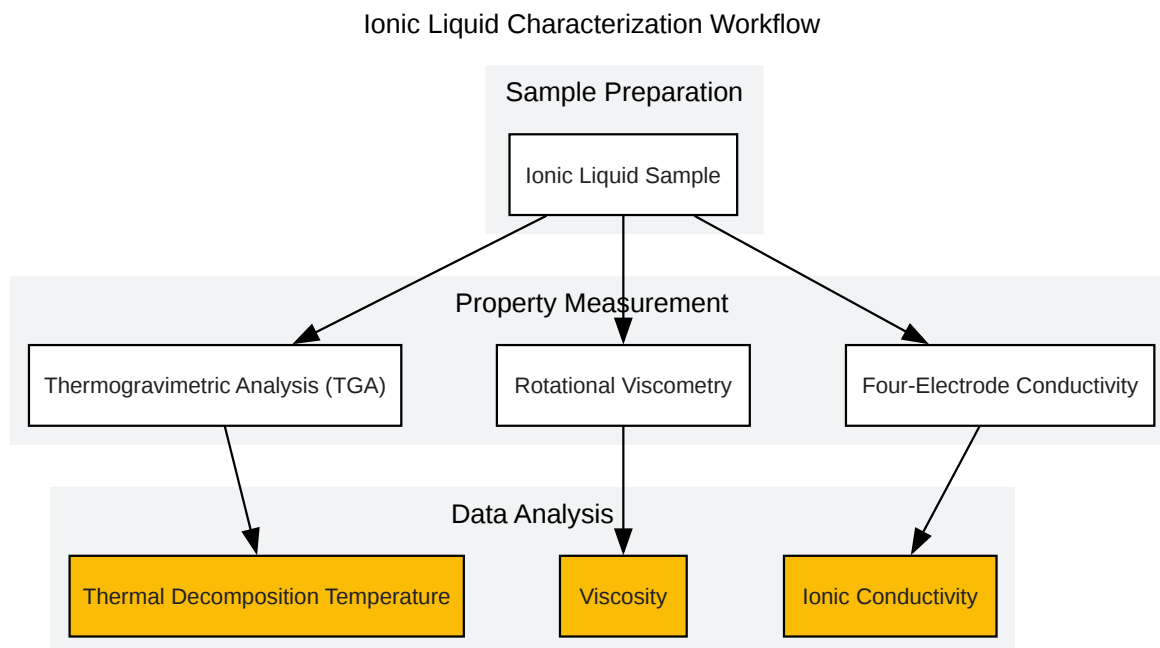 Ionic Liquid Characterization Workflow
Sample Preparation
Ionic Liquid Sample
Property Measurement
Thermogravimetric Analysis (TGA)
Rotational Viscometry
Four-Electrode Conductivity
Data Analysis
Thermal Decomposition Temperature
Viscosity
Ionic Conductivity